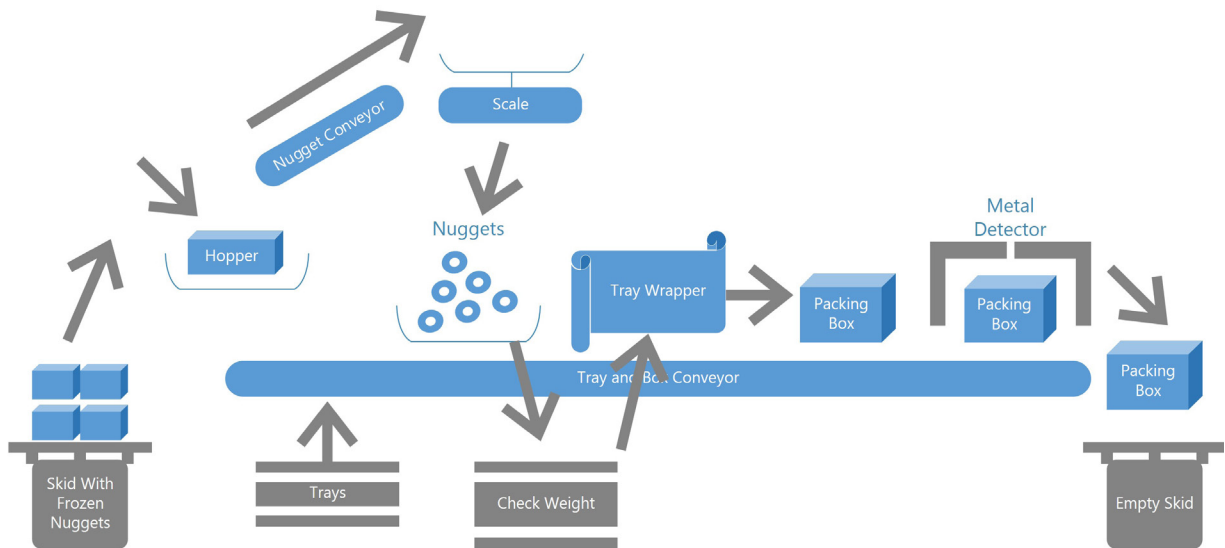 Nugget Conveyor
Scale
Metal
Detector
Nuggets
Hopper
Tray Wrapper
Packing
Box
Packing
Box
Packing
Box
Tray and Box Conveyor
Skid With
Frozen
Nuggets
Trays
Check Weight
Empty Skid